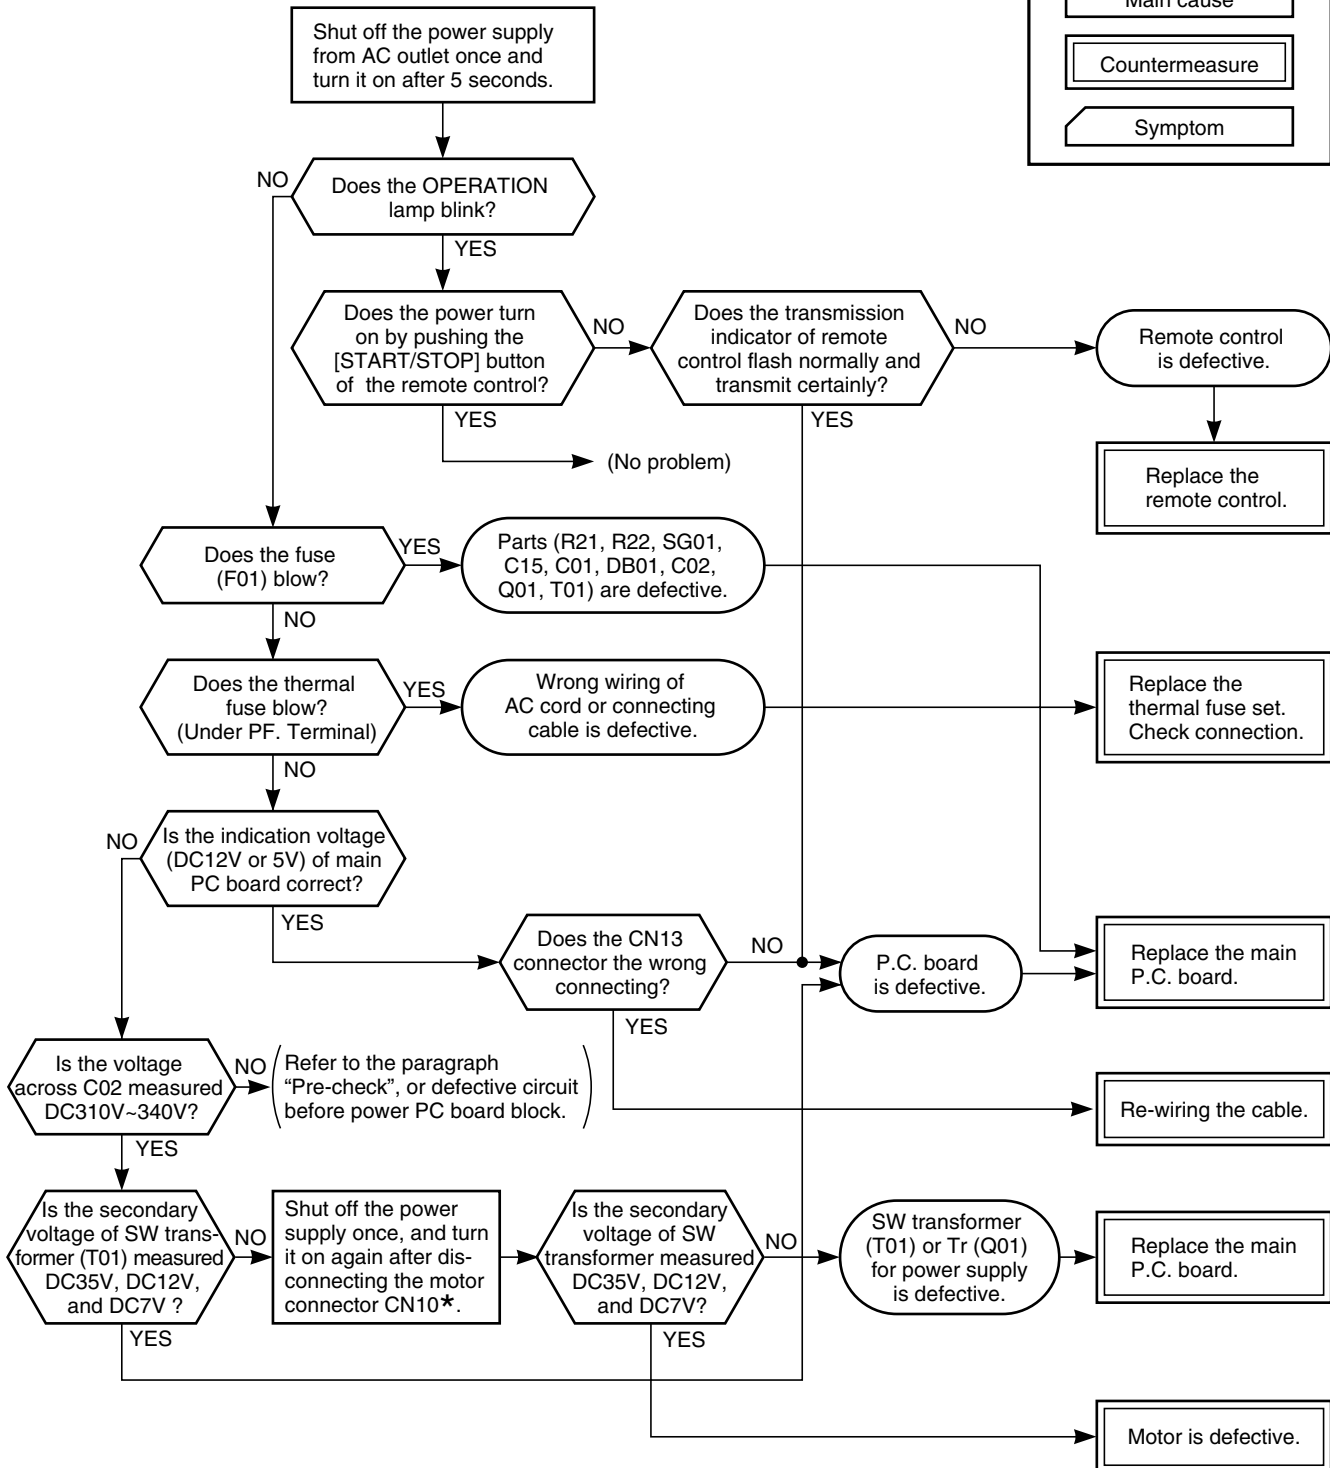 Main cause
Countermeasure
Symptom
Shut off the power supply
from AC outlet once and
turn it on after 5 seconds.
NO
Does the OPERATION
lamp blink?
YES
Does the power turn
on by pushing the
[START/STOP] button
of the remote control?
NO
Does the transmission
indicator of remote
control flash normally and
transmit certainly?
NO
Remote control
is defective.
YES
YES
(No problem)
Replace the
remote control.
Does the fuse
(F01) blow?
YES
Parts (R21, R22, SG01,
C15, C01, DB01, C02,
Q01, T01) are defective.
NO
Does the thermal
fuse blow?
(Under PF. Terminal)
YES
Wrong wiring of
AC cord or connecting
cable is defective.
Replace the
thermal fuse set.
Check connection.
NO
NO
Is the indication voltage
(DC12V or 5V) of main
PC board correct?
YES
Does the CN13
connector the wrong
connecting?
NO
P.C. board
is defective.
Replace the main
P.C. board.
YES
Is the voltage
across C02 measured
DC310V~340V?
NO
Refer to the paragraph
“Pre-check”, or defective circuit
before power PC board block.
Re-wiring the cable.
YES
Is the secondary
voltage of SW trans-
former (T01) measured
DC35V, DC12V,
and DC7V ?
NO
Shut off the power
supply once, and turn
it on again after dis-
connecting the motor
connector CN10*.
Is the secondary
voltage of SW
transformer measured
DC35V, DC12V,
and DC7V?
NO
SW transformer
(T01) or Tr (Q01)
for power supply
is defective.
Replace the main
P.C. board.
YES
YES
Motor is defective.